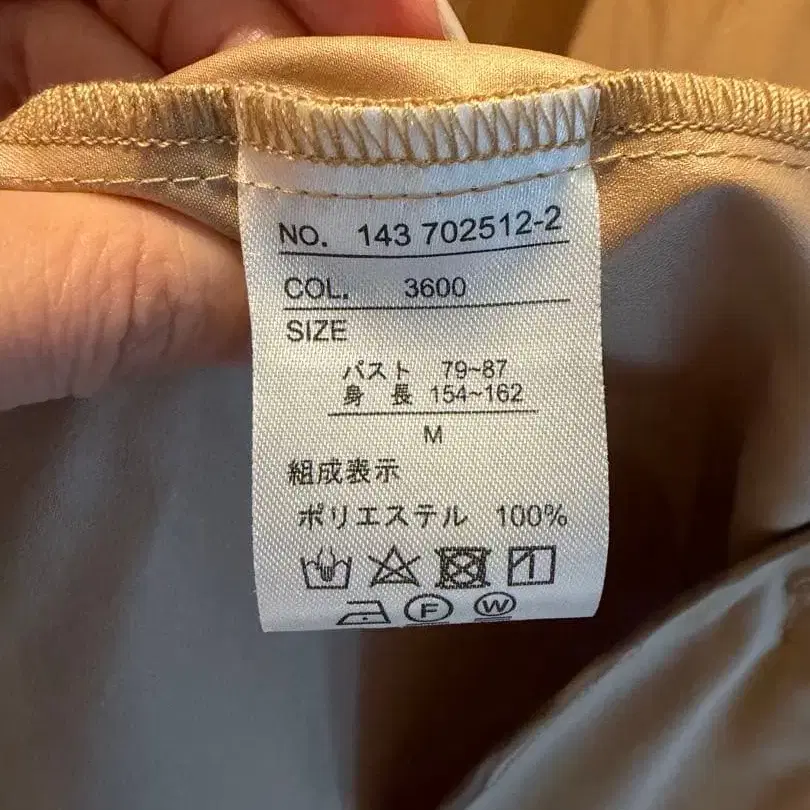 NO. 143 702512-2
COL. 3600
SIZE
バスト 79~87
身 長 154~162
M
組成表示
ポリエステル 100%
F W